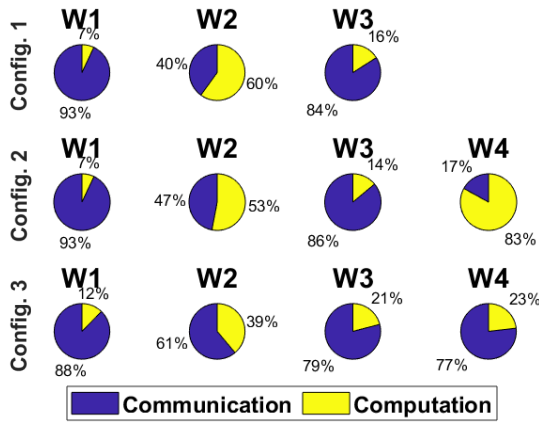 Config. 1
W1
7%
93%
W2
40%
60%
W3
16%
84%
Config. 2
W1
7%
93%
W2
47%
53%
W3
14%
86%
W4
17%
83%
Config. 3
W1
12%
88%
W2
61%
39%
W3
21%
79%
W4
23%
77%
Communication
Computation